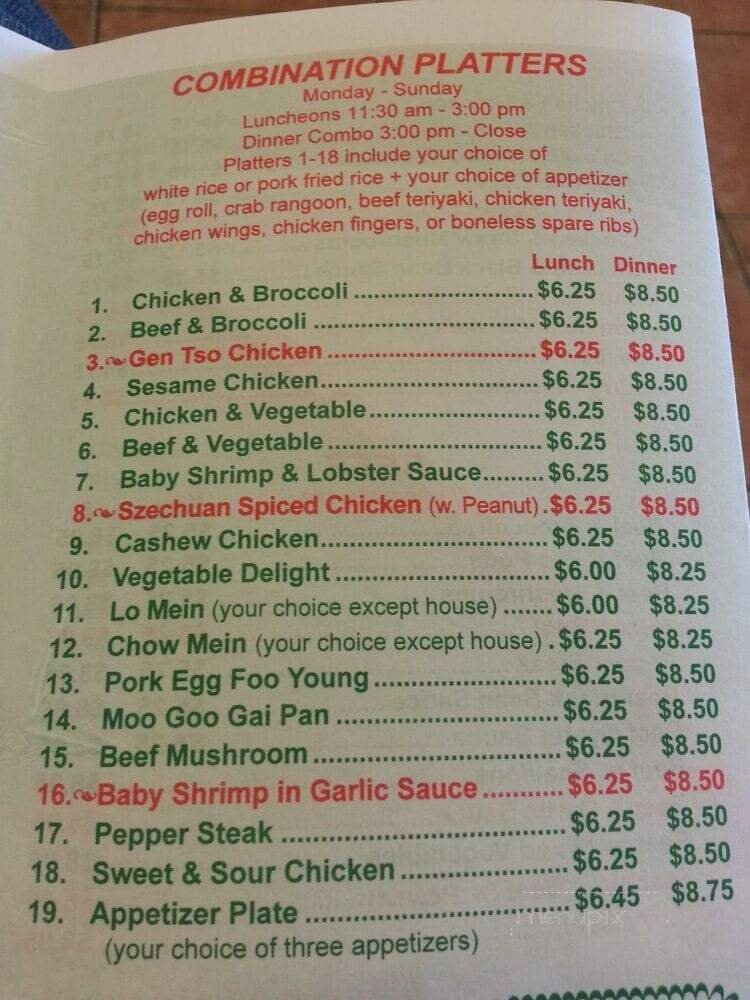 COMBINATION PLATTERS
Monday - Sunday
Luncheons 11:30 am - 3:00 pm
Dinner Combo 3:00 pm - Close
Platters 1-18 include your choice of
white rice or pork fried rice + your choice of appetizer
(egg roll, crab rangoon, beef teriyaki, chicken teriyaki,
chicken wings, chicken fingers, or boneless spare ribs)
Lunch Dinner
1. Chicken & Broccoli ............................ $6.25 $8.50
2. Beef & Broccoli .................................. $6.25 $8.50
3. Gen Tso Chicken ................................ $6.25 $8.50
4. Sesame Chicken................................. $6.25 $8.50
5. Chicken & Vegetable.......................... $6.25 $8.50
6. Beef & Vegetable ................................ $6.25 $8.50
7. Baby Shrimp & Lobster Sauce......... $6.25 $8.50
8. Szechuan Spiced Chicken (w. Peanut) . $6.25 $8.50
9. Cashew Chicken.................................. $6.25 $8.50
10. Vegetable Delight ................................ $6.00 $8.25
11. Lo Mein (your choice except house) ....... $6.00 $8.25
12. Chow Mein (your choice except house) . $6.25 $8.25
13. Pork Egg Foo Young .......................... $6.25 $8.50
14. Moo Goo Gai Pan ................................ $6.25 $8.50
15. Beef Mushroom ................................... $6.25 $8.50
16. Baby Shrimp in Garlic Sauce ........... $6.25 $8.50
17. Pepper Steak ....................................... $6.25 $8.50
18. Sweet & Sour Chicken ....................... $6.25 $8.50
19. Appetizer Plate ................................... $6.45 $8.75
(your choice of three appetizers)
menupix